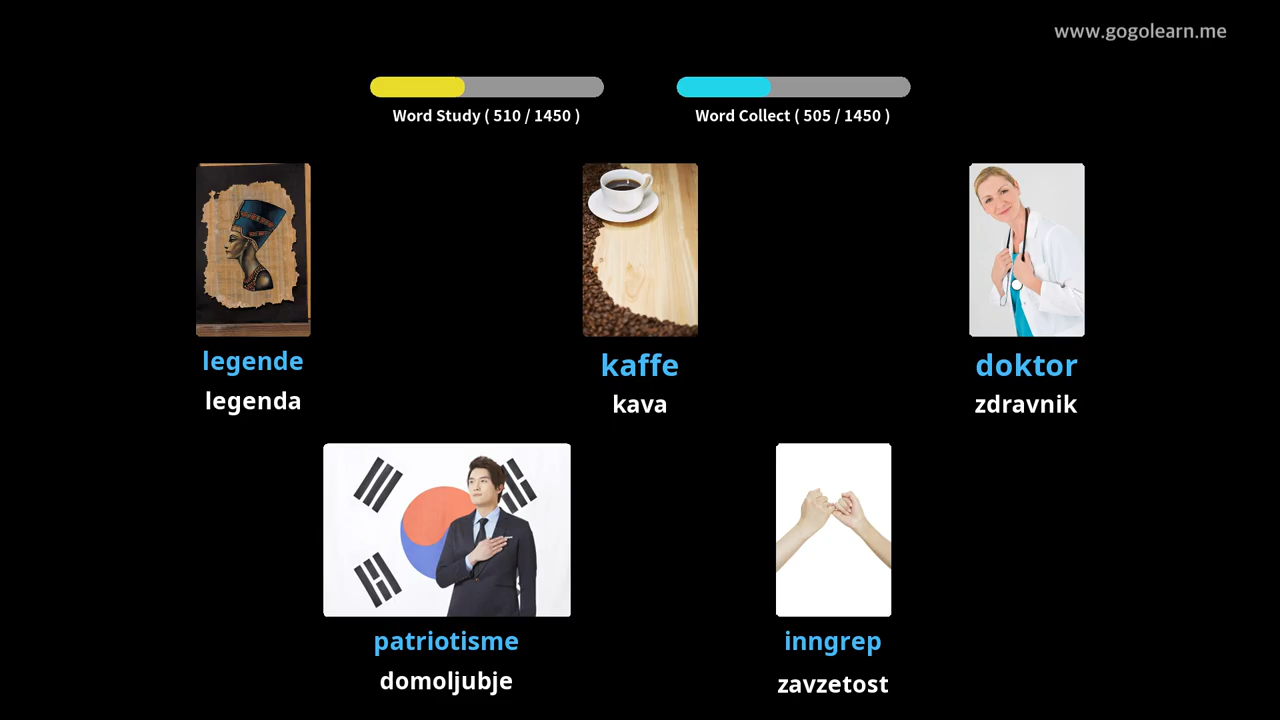 www.gogolearn.me
Word Study ( 510 / 1450 )
Word Collect ( 505 / 1450 )
legende
legenda
kaffe
kava
doktor
zdravnik
patriotisme
domoljubje
inngrep
zavzetost